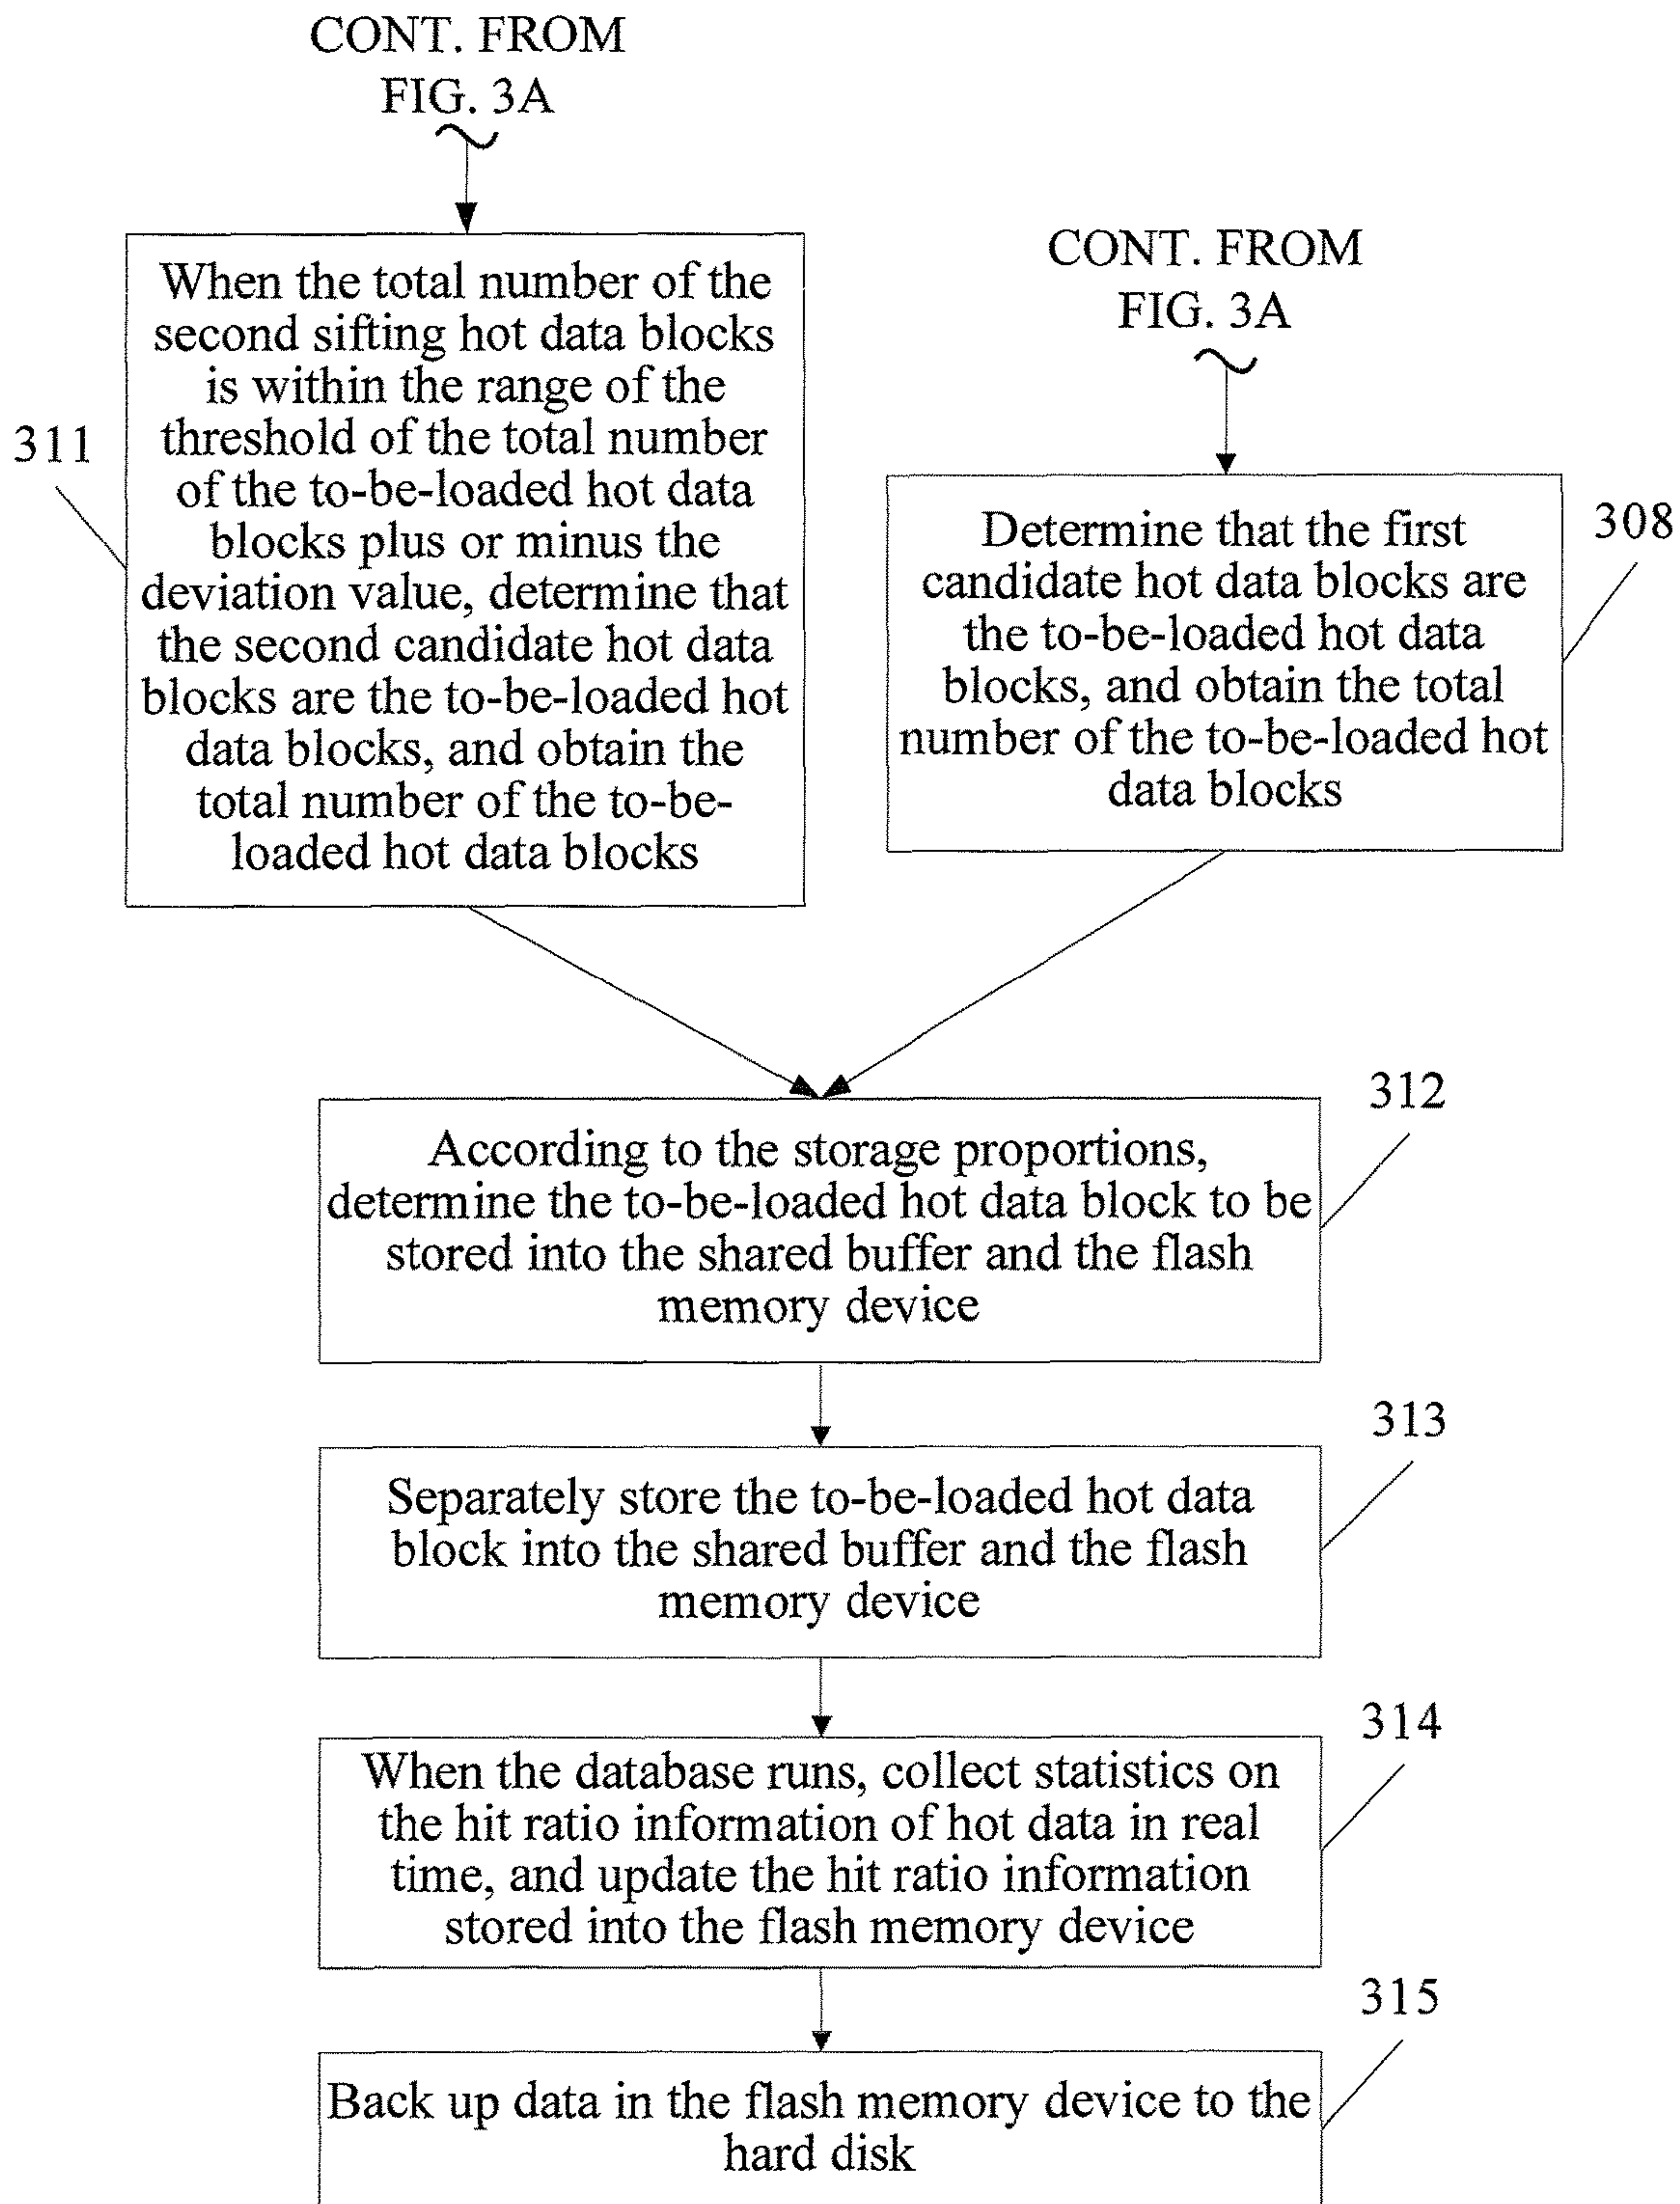 CONT. FROM
FIG. 3A
311
When the total number of the
second sifting hot data blocks
is within the range of the
threshold of the total number
of the to-be-loaded hot data
blocks plus or minus the
deviation value, determine that
the second candidate hot data
blocks are the to-be-loaded hot
data blocks, and obtain the
total number of the to-be-
loaded hot data blocks
CONT. FROM
FIG. 3A
308
Determine that the first
candidate hot data blocks are
the to-be-loaded hot data
blocks, and obtain the total
number of the to-be-loaded hot
data blocks
312
According to the storage proportions,
determine the to-be-loaded hot data block to be
stored into the shared buffer and the flash
memory device
313
Separately store the to-be-loaded hot data
block into the shared buffer and the flash
memory device
314
When the database runs, collect statistics on
the hit ratio information of hot data in real
time, and update the hit ratio information
stored into the flash memory device
315
Back up data in the flash memory device to the
hard disk